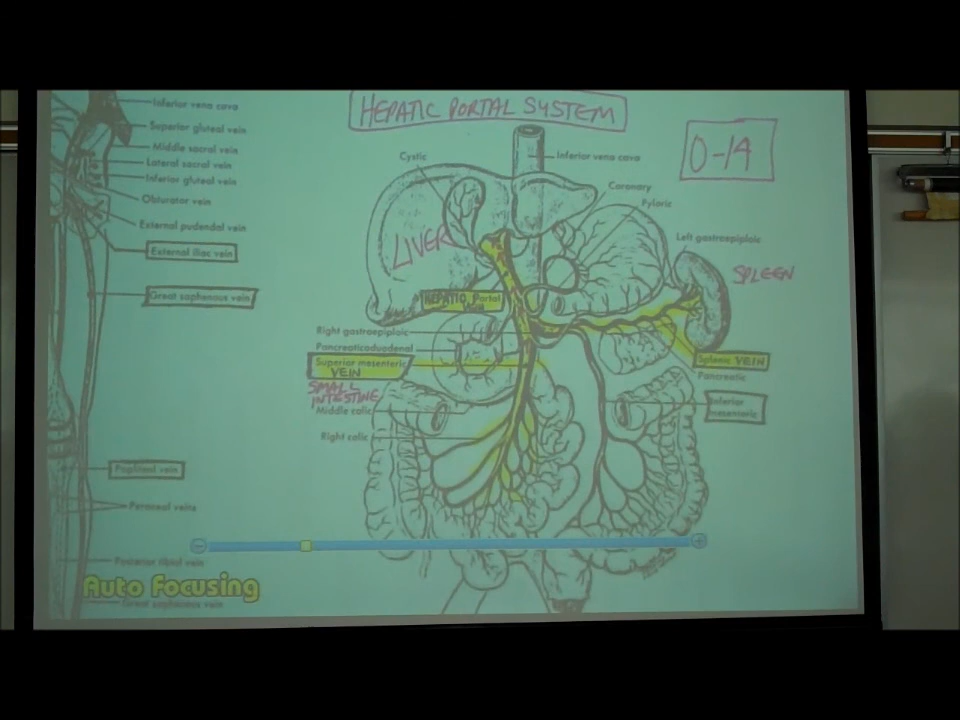 HEPATIC PORTAL SYSTEM
0-14
Inferior vena cava
Superior gluteal vein
Middle sacral vein
Lateral sacral vein
Inferior gluteal vein
Obturator vein
External pudendal vein
External iliac vein
Great saphenous vein
Popliteal vein
Peroneal veins
Posterior tibial vein
Great saphenous vein
Cystic
Inferior vena cava
Coronary
Pyloric
Left gastroepiploic
LIVER
SPLEEN
HEPATIC Portal
Right gastroepiploic
Pancreaticoduodenal
Superior mesenteric
VEIN
SMALL
INTESTINE
Middle colic
Right colic
Splenic VEIN
Pancreatic
Inferior
mesenteric
Auto Focusing